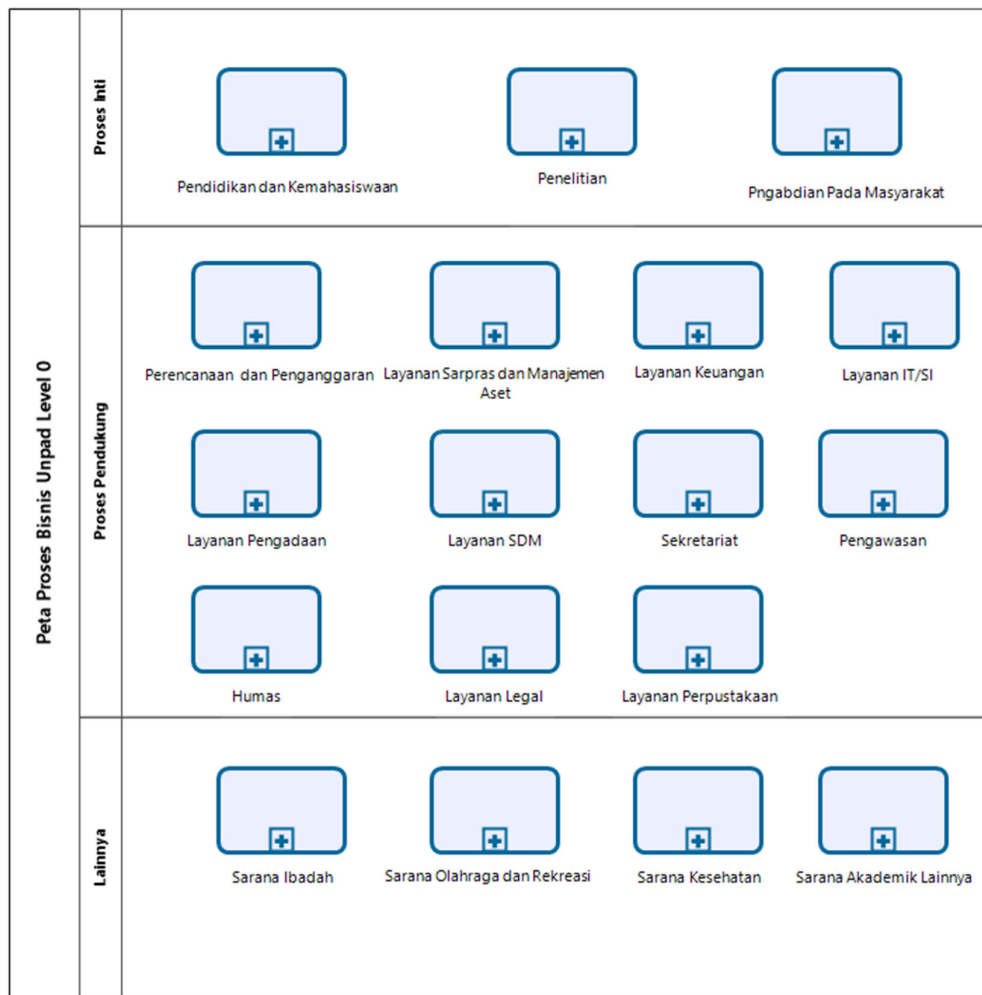 Peta Proses Bisnis Unpad Level 0
Proses Inti
Pendidikan dan Kemahasiswaan
Penelitian
Pngabdian Pada Masyarakat
Proses Pendukung
Perencanaan dan Penganggaran
Layanan Sarpras dan Manajemen
Aset
Layanan Keuangan
Layanan IT/SI
Layanan Pengadaan
Layanan SDM
Sekretariat
Pengawasan
Humas
Layanan Legal
Layanan Perpustakaan
Lainnya
Sarana Ibadah
Sarana Olahraga dan Rekreasi
Sarana Kesehatan
Sarana Akademik Lainnya